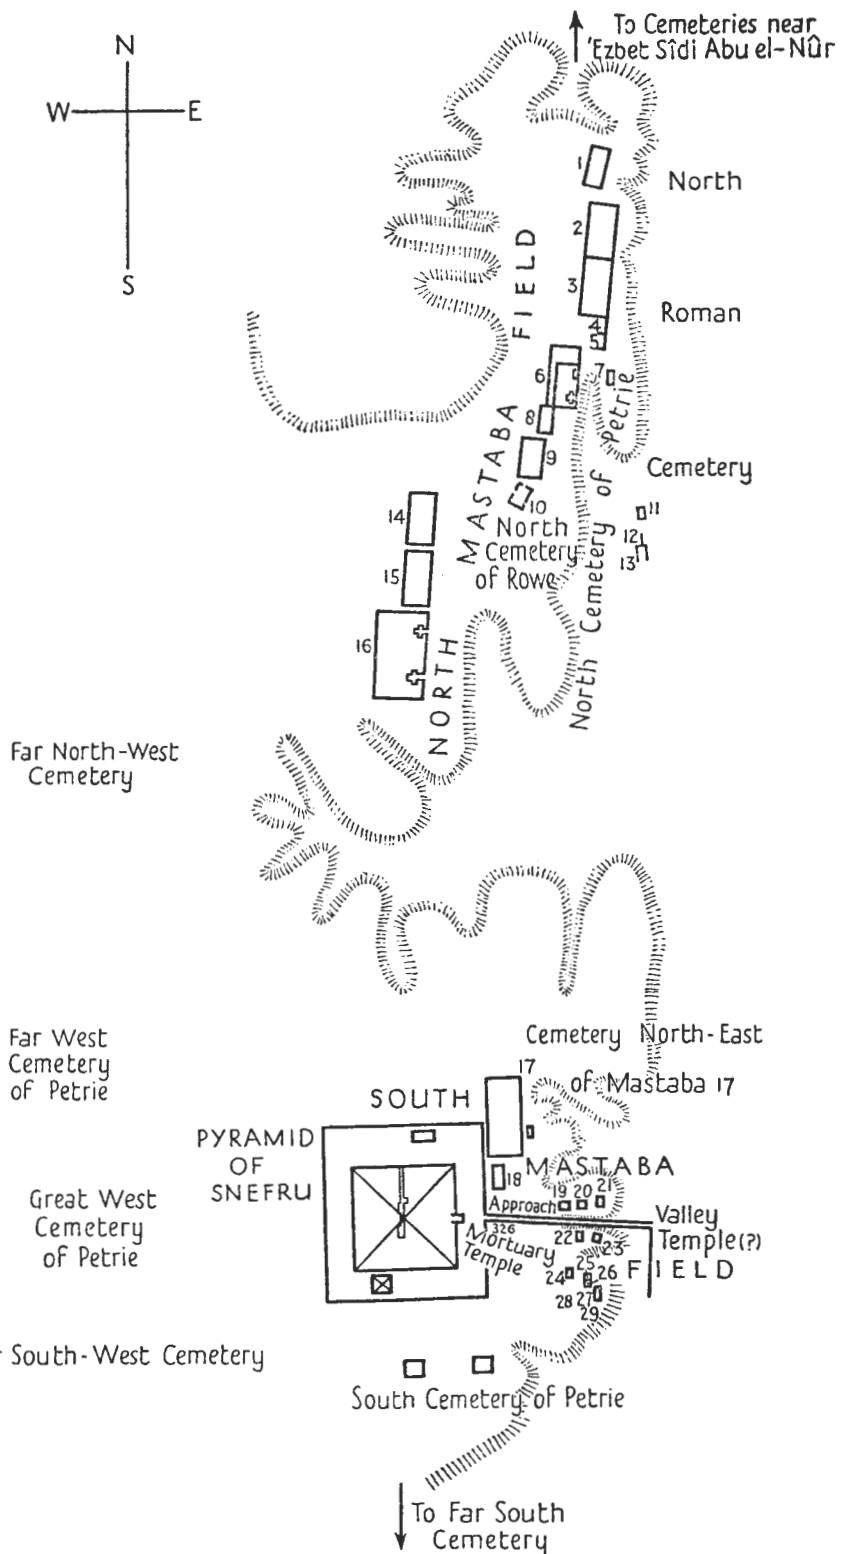 To Cemeteries near
'Ezbet Sîdi Abu el-Nûr
N
W
E
S
1
North
2
FIELD
3
Roman
4
5
6
7
8
MASTABA
9
Cemetery
10
11
12
13
North
Cemetery
of Rowe
North Cemetery of Petrie
14
15
16
NORTH
Far North-West
Cemetery
Far West
Cemetery
of Petrie
Cemetery North-East
of Mastaba 17
17
SOUTH
PYRAMID
OF
SNEFRU
18
MASTABA
Great West
Cemetery
of Petrie
Approach
19
20
21
Valley
Temple(?)
326
Mortuary
Temple
22
23
FIELD
24
25
26
27
28
29
South-West Cemetery
South Cemetery of Petrie
To Far South
Cemetery